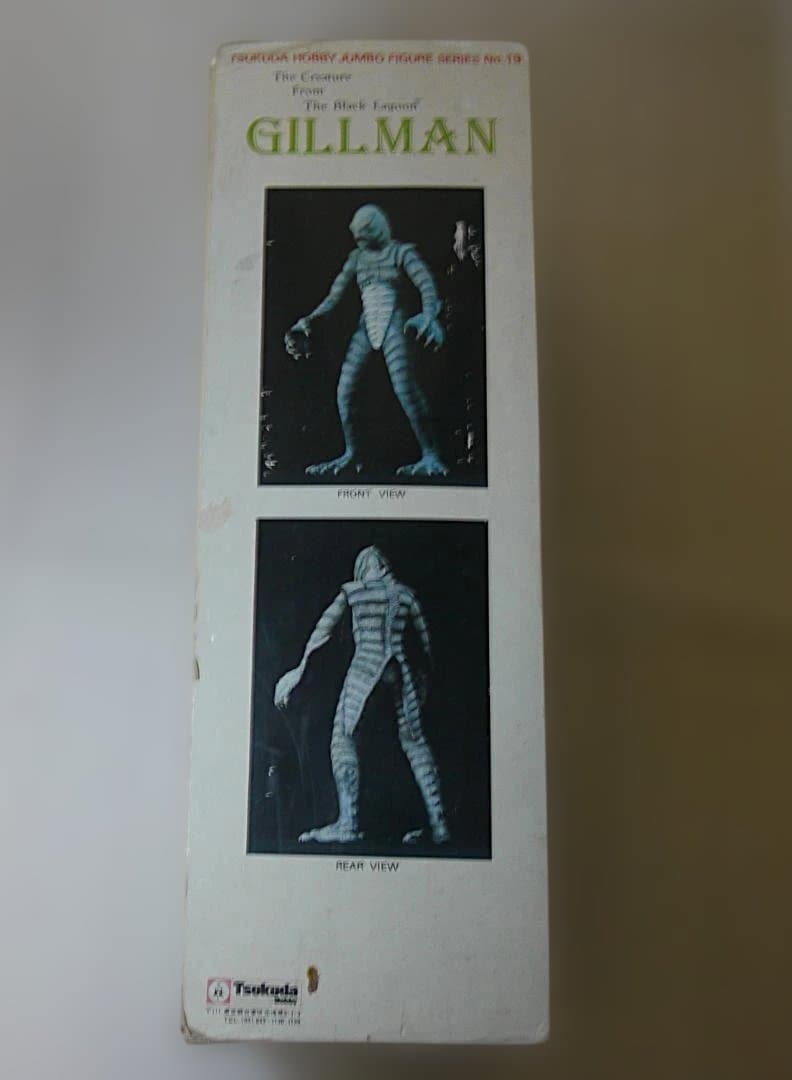 TSUKUDA HOBBY JUMBO FIGURE SERIES No.19
The Creature
From
The Black Lagoon
GILLMAN
FRONT VIEW
REAR VIEW
Tsukuda
Hobby